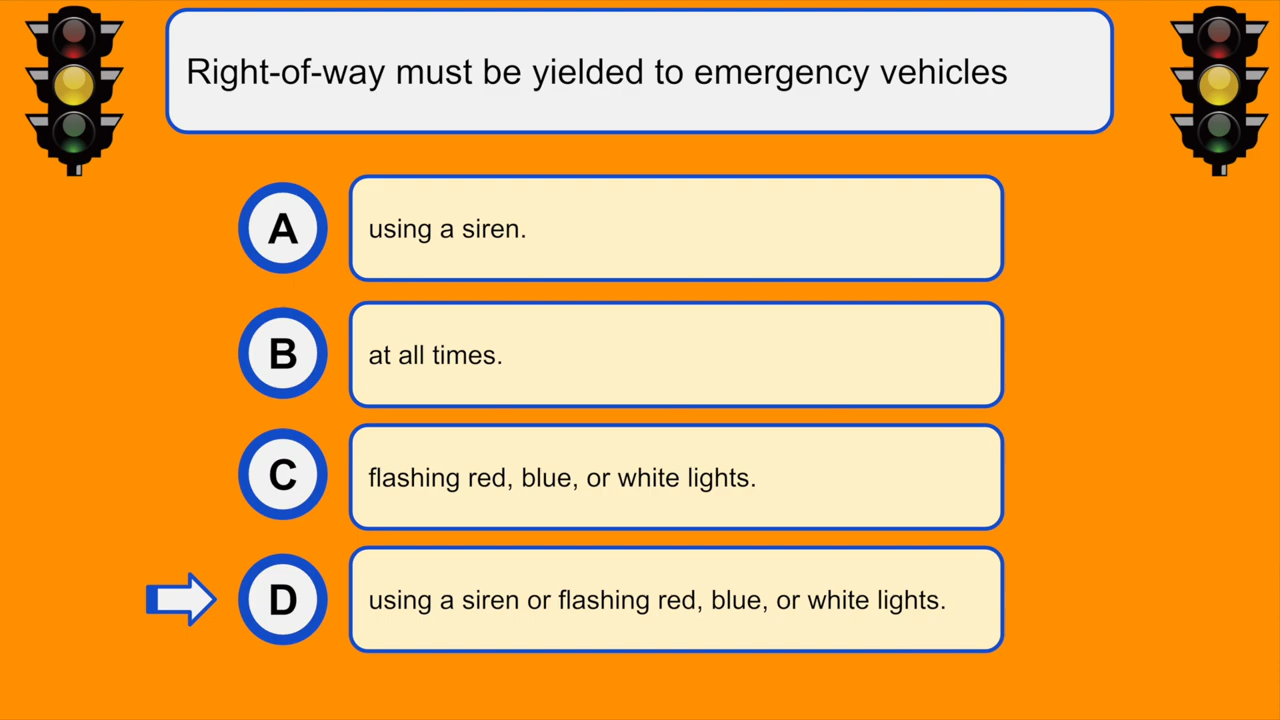 Right-of-way must be yielded to emergency vehicles
A
using a siren.
B
at all times.
C
flashing red, blue, or white lights.
D
using a siren or flashing red, blue, or white lights.